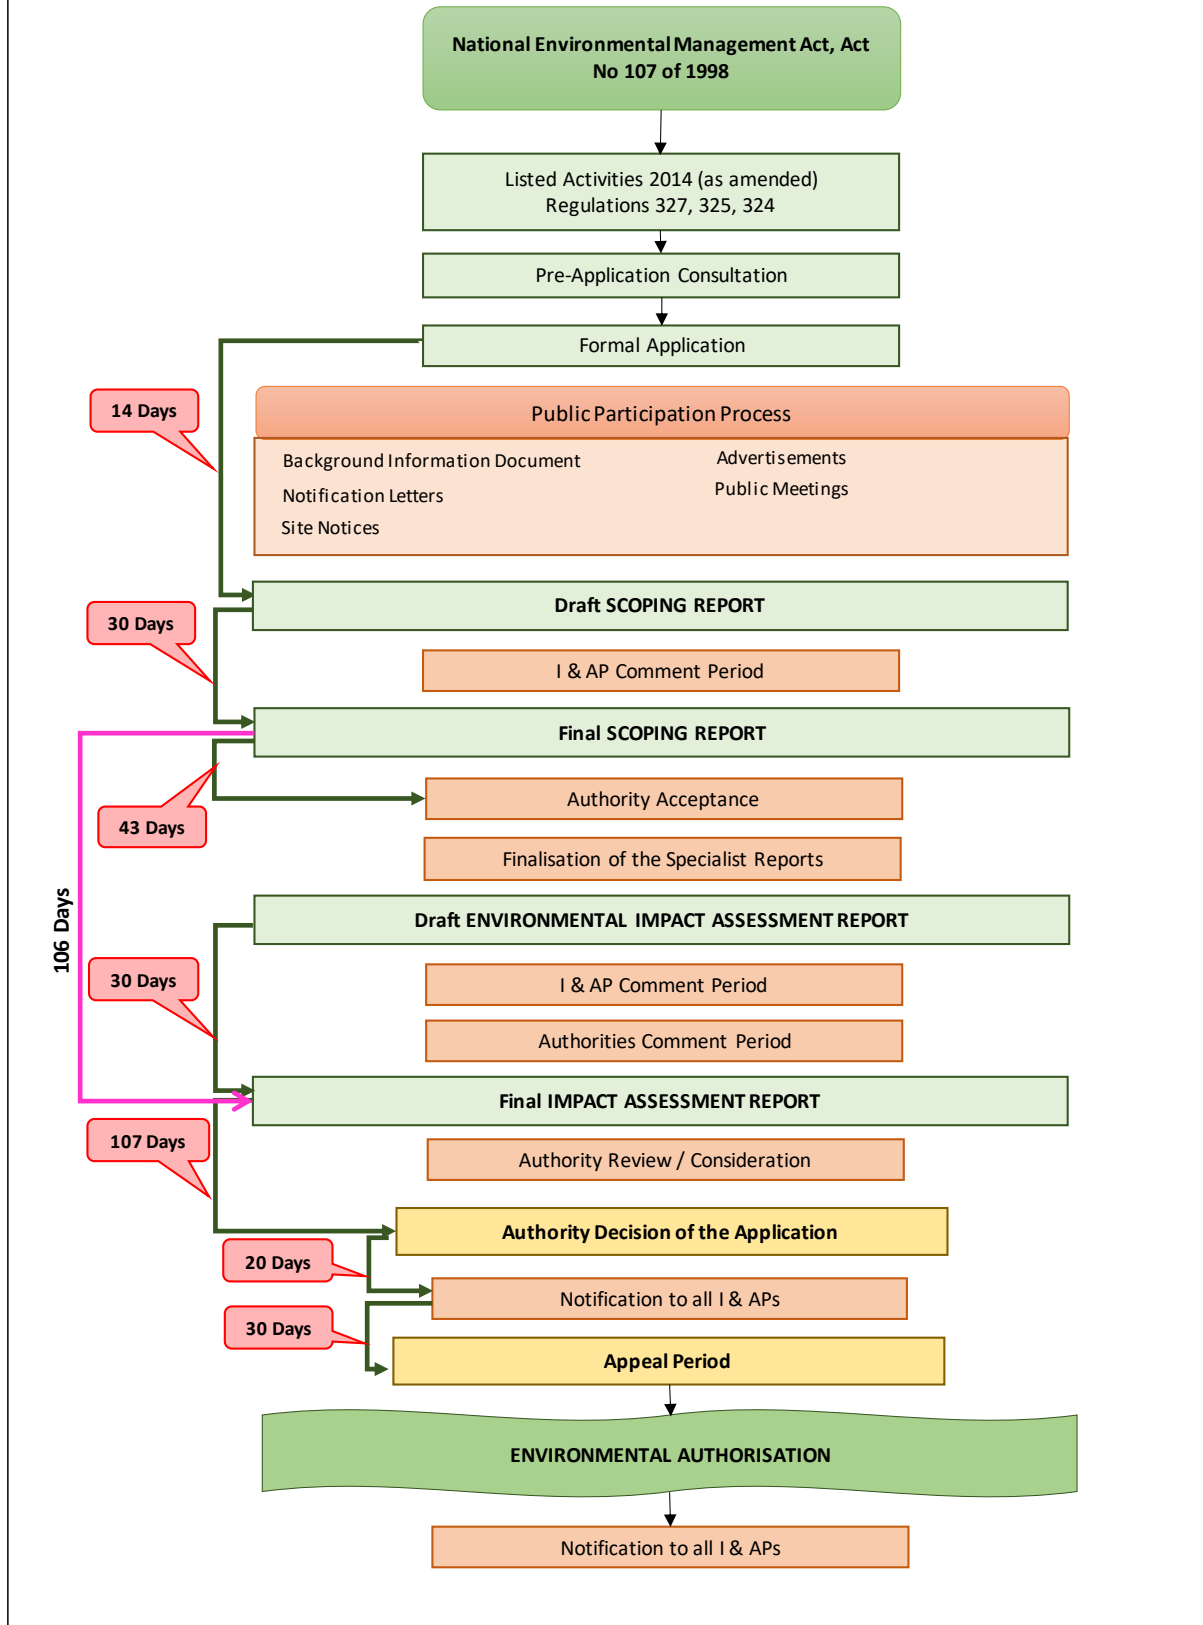 National Environmental Management Act, Act
No 107 of 1998
Listed Activities 2014 (as amended)
Regulations 327, 325, 324
Pre-Application Consultation
Formal Application
14 Days
Public Participation Process
Background Information Document
Advertisements
Notification Letters
Public Meetings
Site Notices
Draft SCOPING REPORT
30 Days
I & AP Comment Period
Final SCOPING REPORT
Authority Acceptance
43 Days
Finalisation of the Specialist Reports
106 Days
Draft ENVIRONMENTAL IMPACT ASSESSMENT REPORT
30 Days
I & AP Comment Period
Authorities Comment Period
Final IMPACT ASSESSMENT REPORT
107 Days
Authority Review / Consideration
Authority Decision of the Application
20 Days
Notification to all I & APs
30 Days
Appeal Period
ENVIRONMENTAL AUTHORISATION
Notification to all I & APs